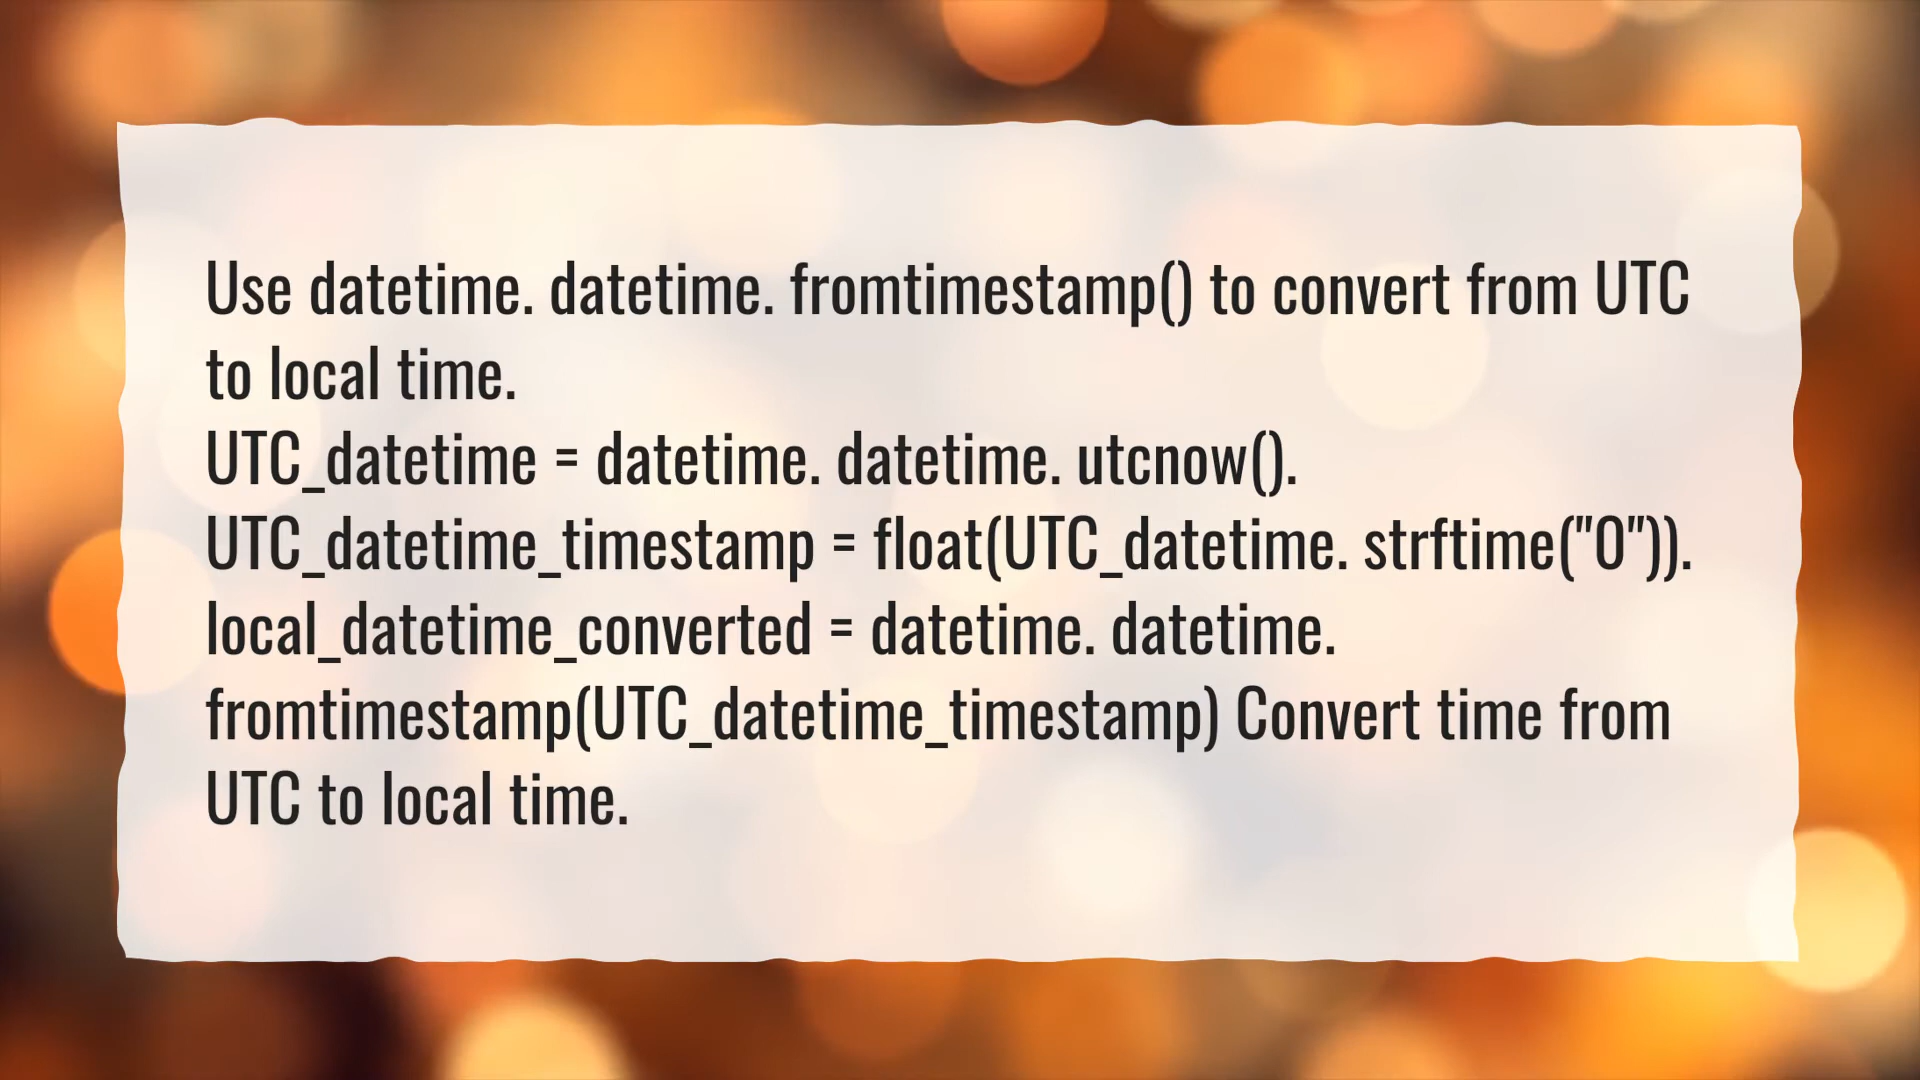 Use datetime. datetime. fromtimestamp() to convert from UTC
to local time.
UTC_datetime = datetime. datetime. utcnow().
UTC_datetime_timestamp = float(UTC_datetime. strftime("0")).
local_datetime_converted = datetime. datetime.
fromtimestamp(UTC_datetime_timestamp) Convert time from
UTC to local time.